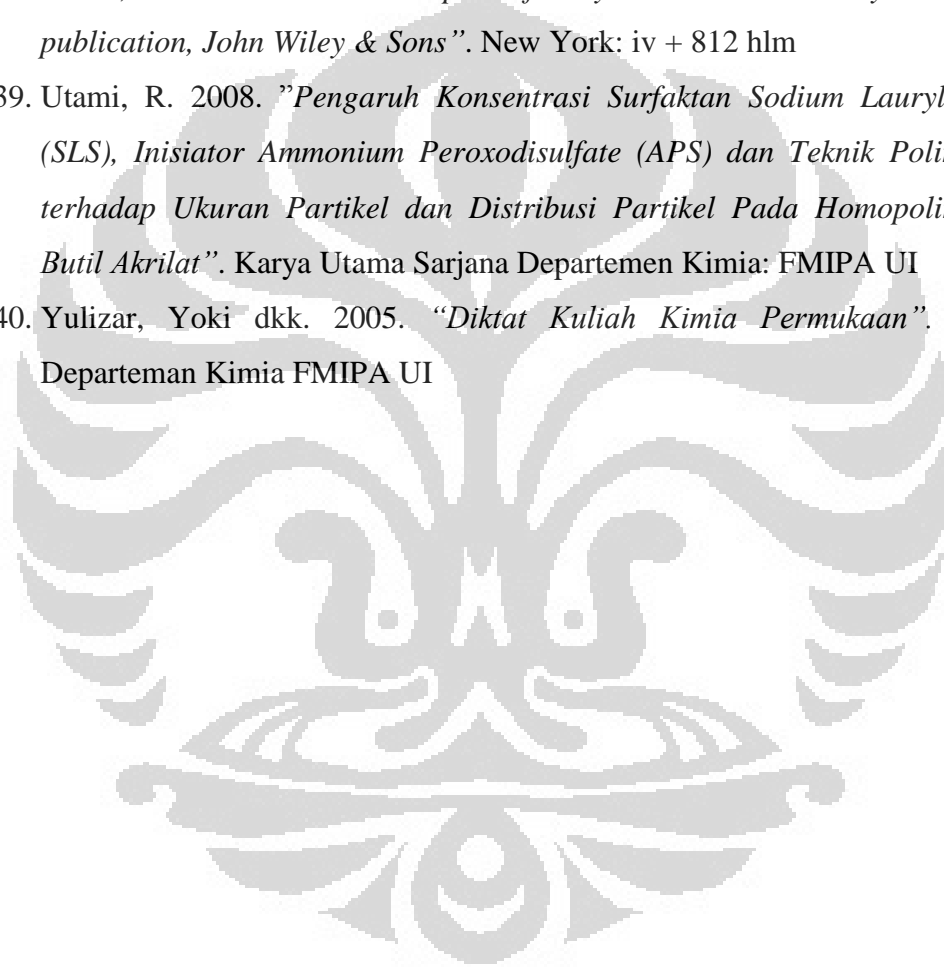 publication, John Wiley & Sons”. New York: iv + 812 hlm
39. Utami, R. 2008. ”Pengaruh Konsentrasi Surfaktan Sodium Lauryl
(SLS), Inisiator Ammonium Peroxodisulfate (APS) dan Teknik
terhadap Ukuran Partikel dan Distribusi Partikel Pada
Butil Akrilat”. Karya Utama Sarjana Departemen Kimia: FMIPA UI
40. Yulizar, Yoki dkk. 2005. “Diktat Kuliah Kimia Permukaan”.
Departeman Kimia FMIPA UI